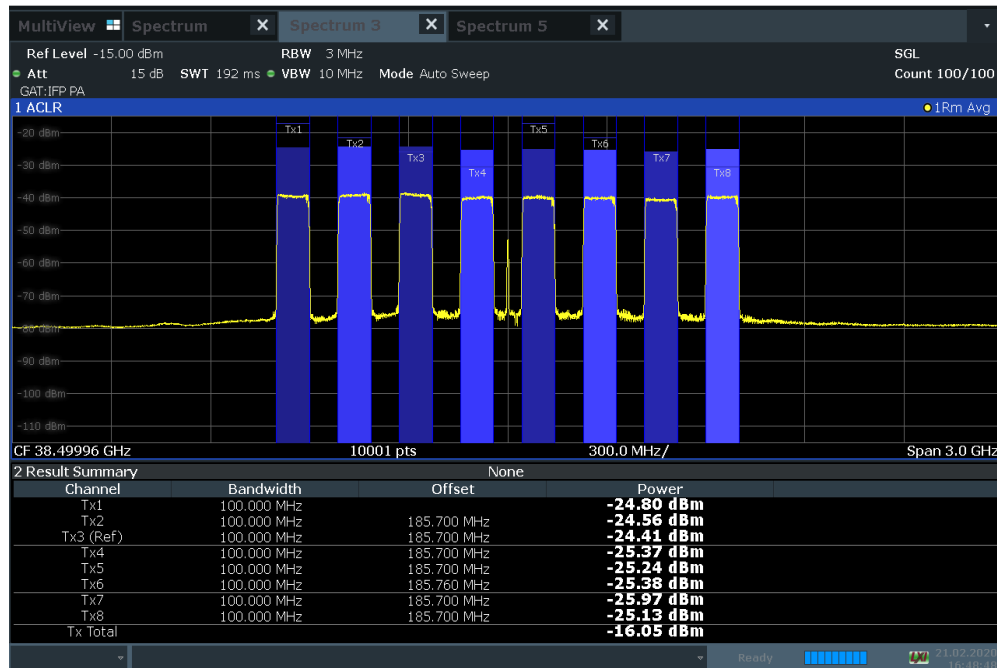 MultiView Spectrum X Spectrum 3 X Spectrum 5 X
Ref Level -15.00 dBm RBW 3 MHz SGL
Att 15 dB SWT 192 ms VBW 10 MHz Mode Auto Sweep Count 100/100
GAT:IFP PA
1 ACLR 1Rm Avg
-20 dBm
Tx1 Tx5
Tx2 Tx6
Tx3 Tx7
-30 dBm
Tx4 Tx8
-40 dBm
-50 dBm
-60 dBm
-70 dBm
-80 dBm
-90 dBm
-100 dBm
-110 dBm
CF 38.49996 GHz 10001 pts 300.0 MHz/ Span 3.0 GHz
2 Result Summary None
Channel Bandwidth Offset Power
Tx1 100.000 MHz -24.80 dBm
Tx2 100.000 MHz 185.700 MHz -24.56 dBm
Tx3 (Ref) 100.000 MHz 185.700 MHz -24.41 dBm
Tx4 100.000 MHz 185.700 MHz -25.37 dBm
Tx5 100.000 MHz 185.700 MHz -25.24 dBm
Tx6 100.000 MHz 185.760 MHz -25.38 dBm
Tx7 100.000 MHz 185.700 MHz -25.97 dBm
Tx8 100.000 MHz 185.700 MHz -25.13 dBm
Tx Total -16.05 dBm
Ready LXI 21.02.2020
16:48:40